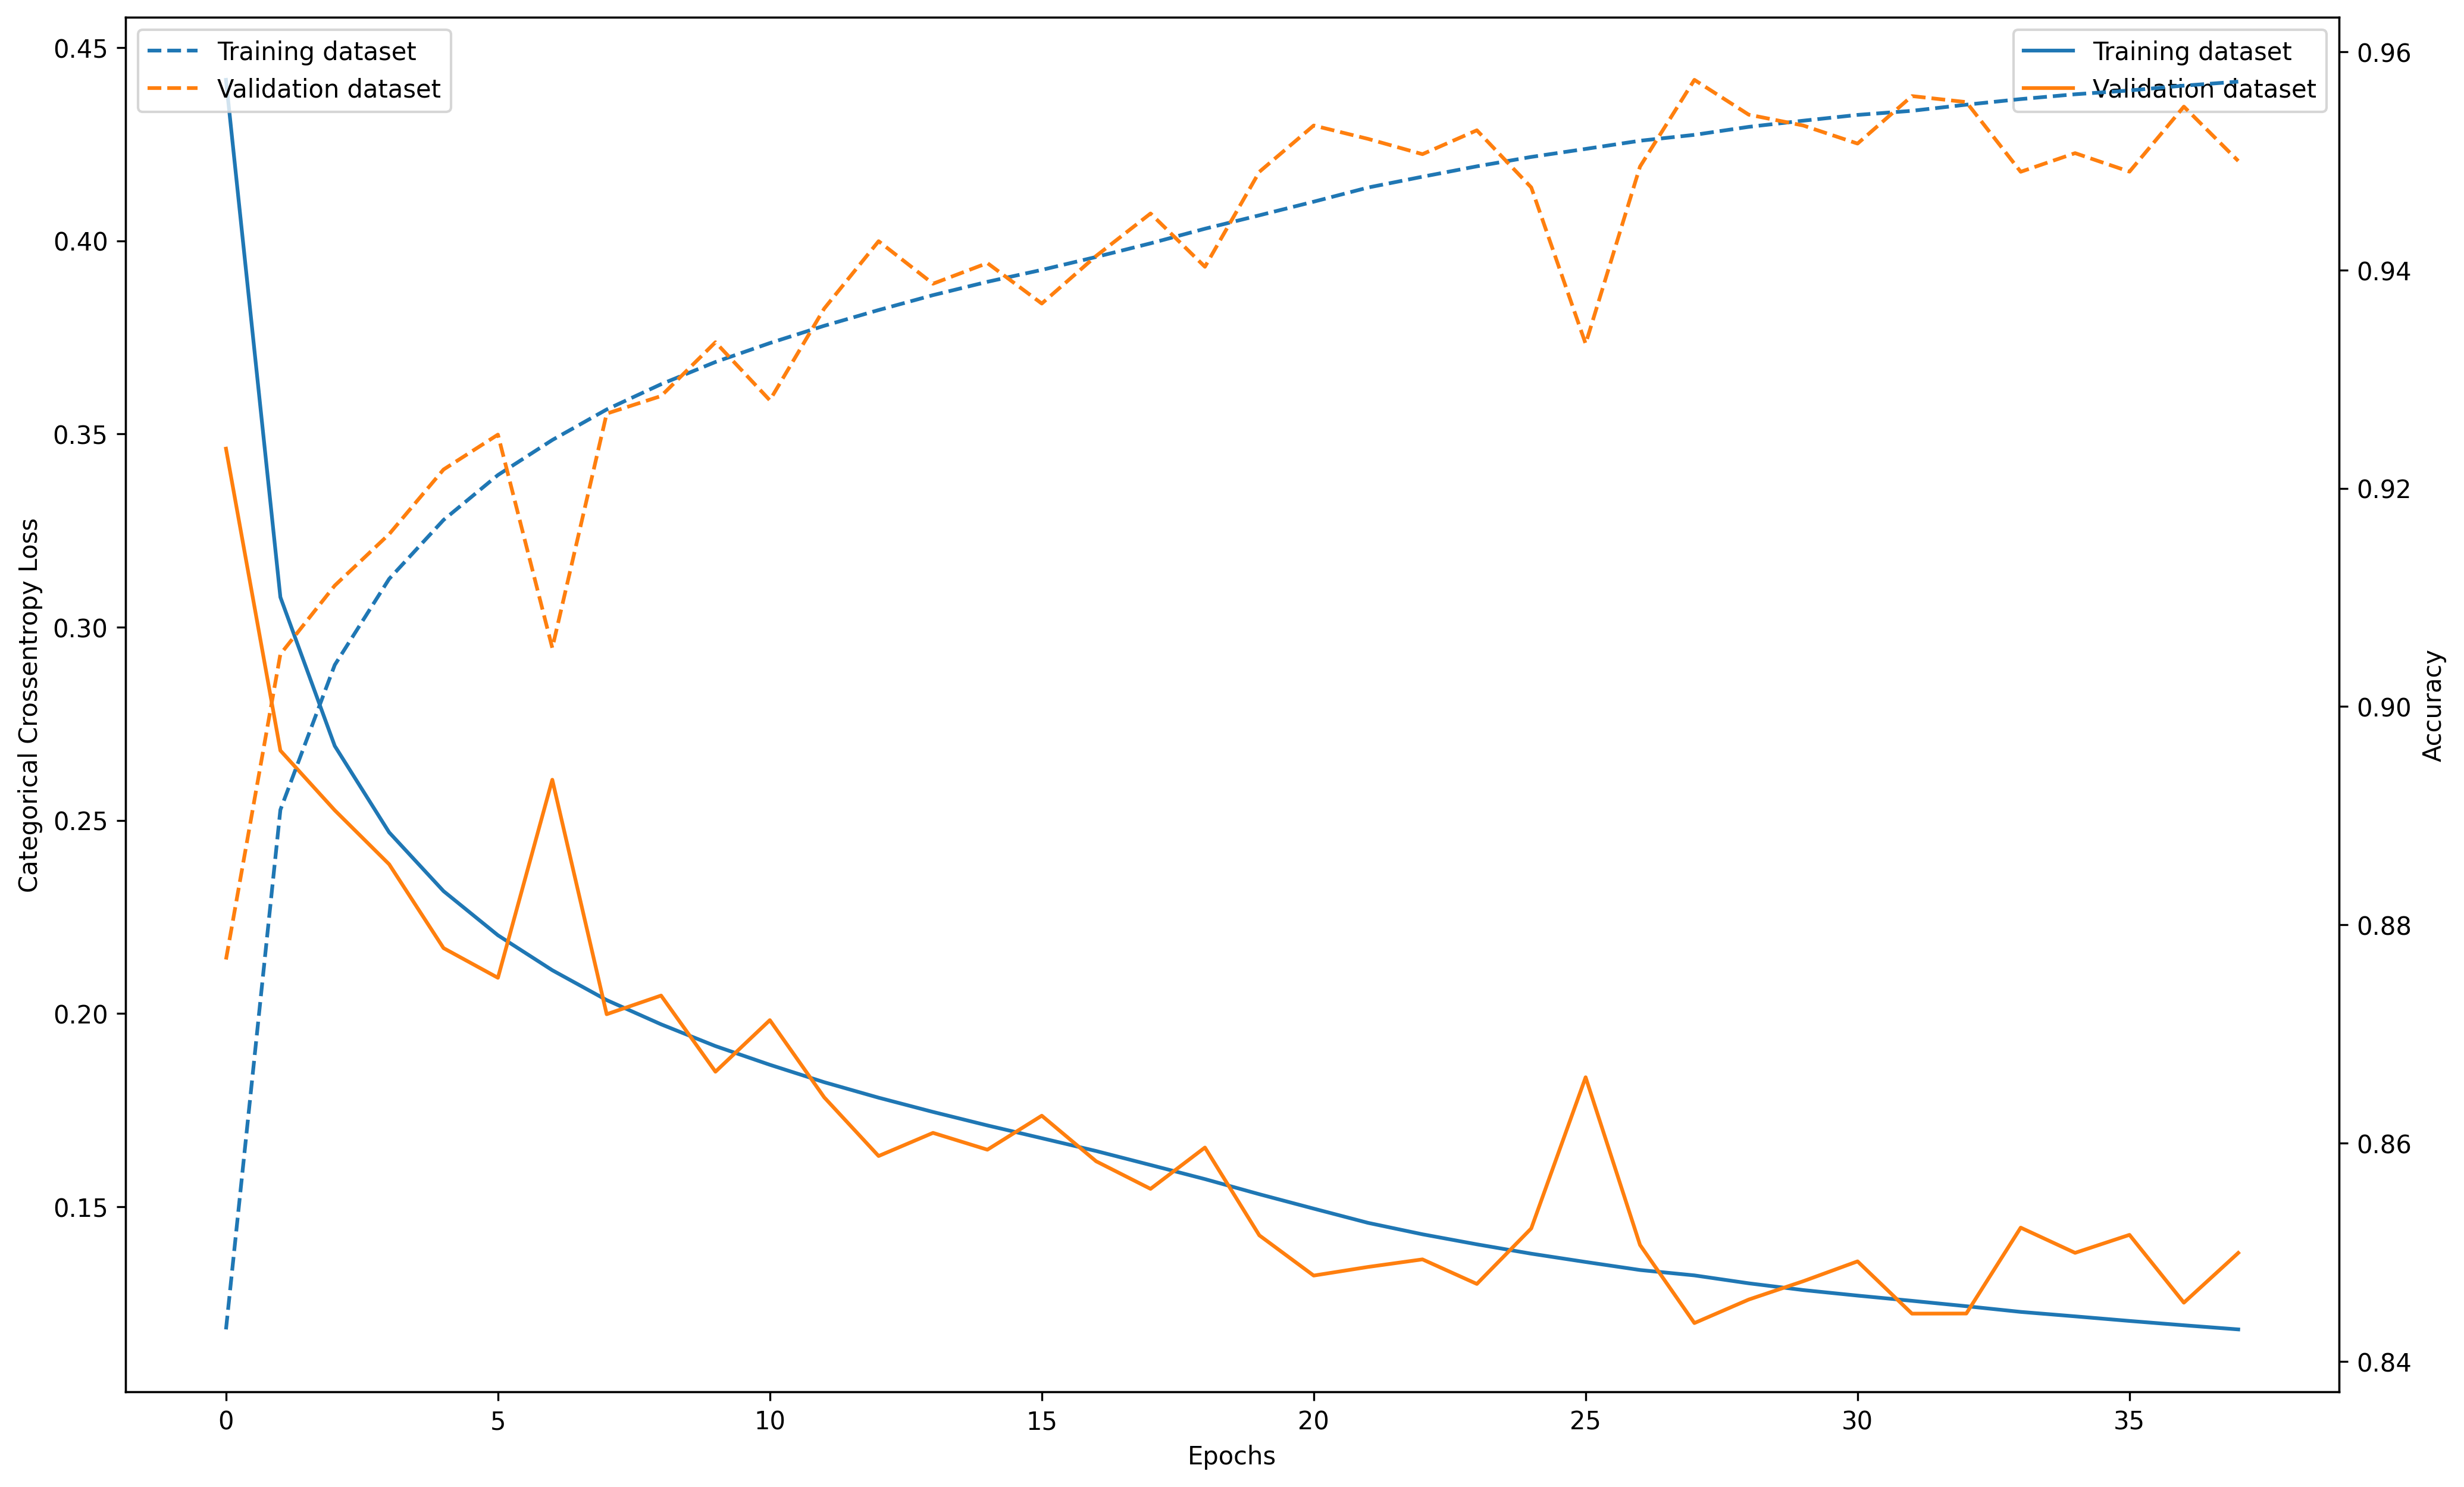 Training dataset
Validation dataset
Training dataset
Validation dataset
0.45
0.40
0.35
0.30
0.25
0.20
0.15
Categorical Crossentropy Loss
0.96
0.94
0.92
0.90
0.88
0.86
0.84
Accuracy
0 5 10 15 20 25 30 35
Epochs